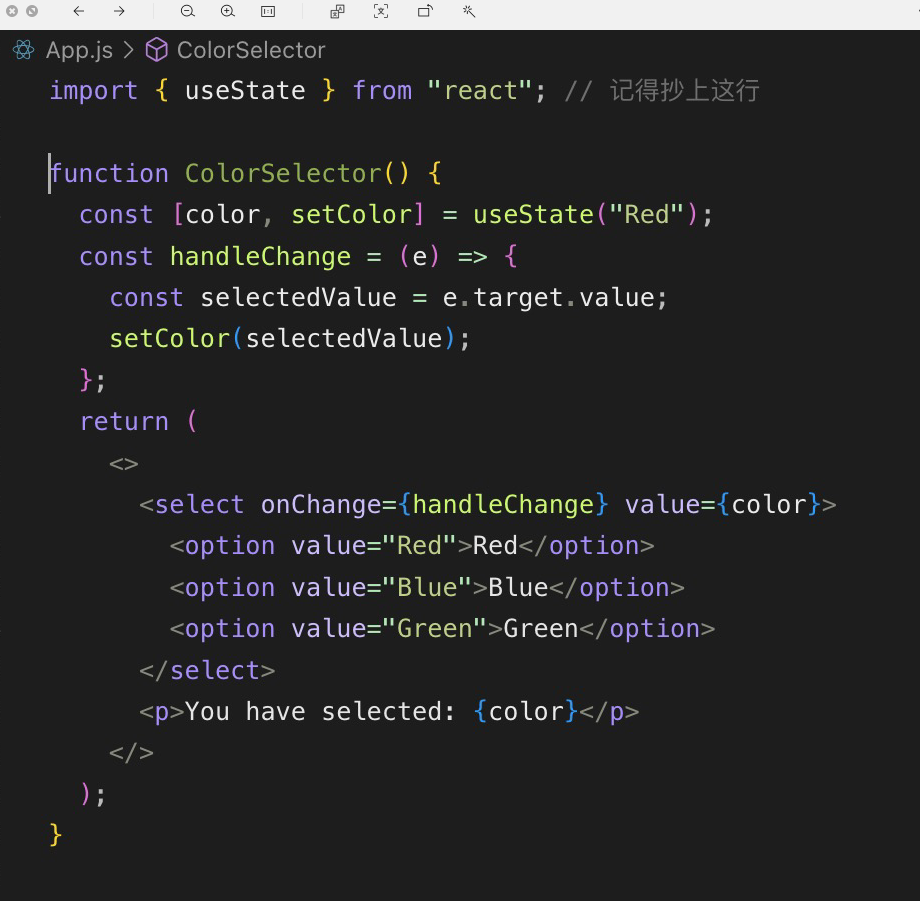 App.js > ColorSelector
import { useState } from "react"; // 记得抄上这行
function ColorSelector() {
const [color, setColor] = useState("Red");
const handleChange = (e) => {
const selectedValue = e.target.value;
setColor(selectedValue);
};
return (
<>
<select onChange={handleChange} value={color}>
<option value="Red">Red</option>
<option value="Blue">Blue</option>
<option value="Green">Green</option>
</select>
<p>You have selected: {color}</p>
</>
);
}